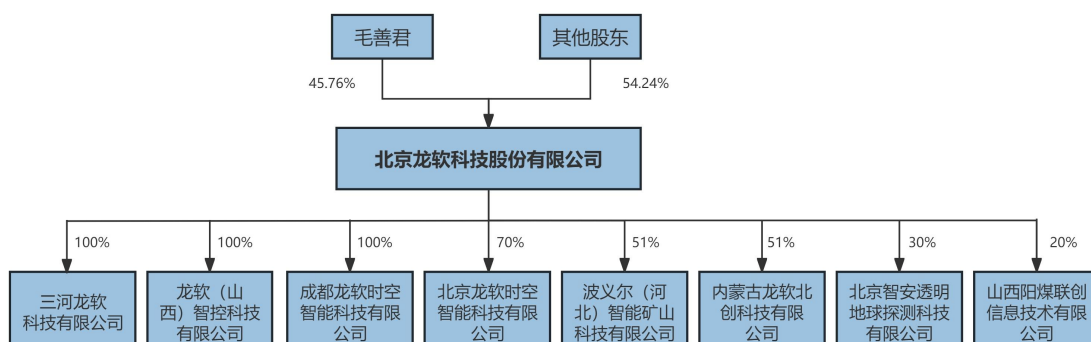 毛善君
其他股东
45.76%
54.24%
北京龙软科技股份有限公司
100%
100%
100%
70%
51%
51%
30%
20%
三河龙软
科技有限公司
龙软（山
西）智控科技
有限公司
成都龙软时空
智能科技有限
公司
北京龙软时空
智能科技有限
公司
波义尔（河
北）智能矿山
科技有限公司
内蒙古龙软北
创科技有限公
司
北京智安透明
地球探测科技
有限公司
山西阳煤联创
信息技术有限
公司